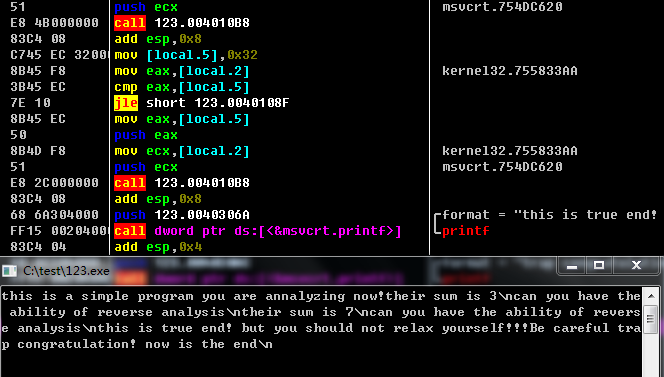 51 push ecx msvcrt.754DC620
E8 4B000000 call 123.004010B8
83C4 08 add esp,0x8
C745 EC 32000 mov [local.5],0x32
8B45 F8 mov eax,[local.2] kernel32.755833AA
3B45 EC cmp eax,[local.5]
7E 10 jle short 123.0040108F
8B45 EC mov eax,[local.5]
50 push eax
8B4D F8 mov ecx,[local.2] kernel32.755833AA
51 push ecx msvcrt.754DC620
E8 2C000000 call 123.004010B8
83C4 08 add esp,0x8
68 6A304000 push 123.0040306A format = "this is true end!
FF15 00204000 call dword ptr ds:[<&msvcrt.printf>] printf
83C4 04 add esp,0x4
C:\test\123.exe
this is a simple program you are annalyzing now!their sum is 3\ncan you have the
 ability of reverse analysis\ntheir sum is 7\ncan you have the ability of revers
e analysis\nthis is true end! but you should not relax yourself!!!Be careful tra
p congratulation! now is the end\n